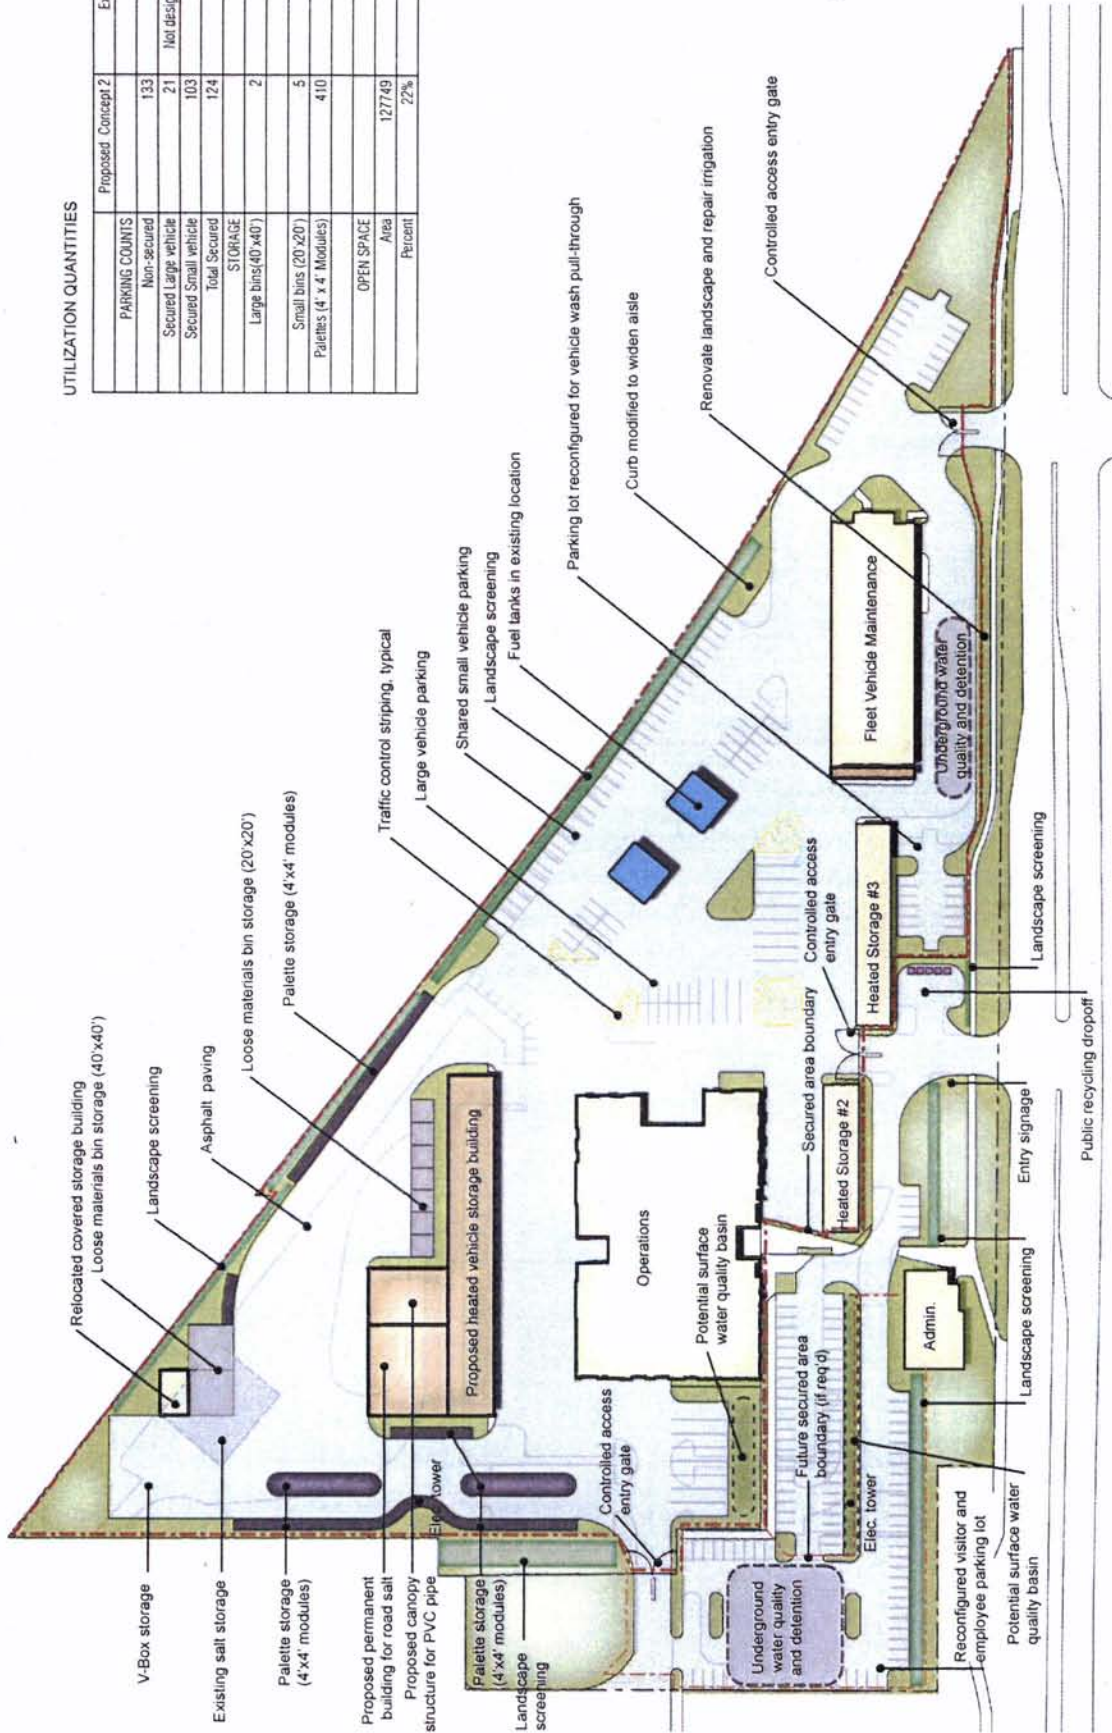 UTILIZATION QUANTITIES
Proposed Concept 2
PARKING COUNTS
Non-secured 133
Secured Large vehicle 21 Not desig
Secured Small vehicle 103
Total Secured 124
STORAGE
Large bins(40'x40') 2
Small bins (20'x20') 5
Palettes (4' x 4' Modules) 410
OPEN SPACE
Area 127749
Percent 22%
Relocated covered storage building
Loose materials bin storage (40'x40')
Landscape screening
Asphalt paving
Loose materials bin storage (20'x20')
Palette storage (4'x4' modules)
Traffic control striping, typical
Large vehicle parking
Shared small vehicle parking
Landscape screening
Fuel tanks in existing location
Parking lot reconfigured for vehicle wash pull-through
Curb modified to widen aisle
Renovate landscape and repair irrigation
Controlled access entry gate
V-Box storage
Existing salt storage
Palette storage
(4'x4' modules)
Proposed permanent
building for road salt
Proposed canopy
structure for PVC pipe
Palette storage
(4'x4' modules)
Landscape
screening
Proposed heated vehicle storage building
Operations
Controlled access
entry gate
Potential surface
water quality basin
Secured area boundary
Controlled access
entry gate
Heated Storage #2
Heated Storage #3
Fleet Vehicle Maintenance
Underground water
quality and detention
Underground
water quality
and detention
Future secured area
boundary (if req'd)
Elec. tower
Admin.
Reconfigured visitor and
employee parking lot
Potential surface water
quality basin
Landscape screening
Entry signage
Public recycling dropoff
Landscape screening